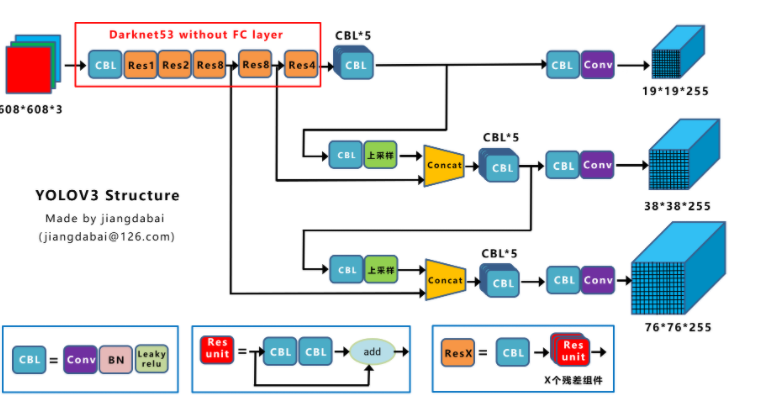 Darknet53 without FC layer
CBL*5
CBL Res1 Res2 Res8 Res8 Res4 CBL CBL Conv
19*19*255
608*608*3
CBL*5
CBL 上采样 Concat CBL CBL Conv
YOLOV3 Structure
38*38*255
Made by jiangdabai
(jiangdabai@126.com)
CBL*5
CBL 上采样 Concat CBL CBL Conv
76*76*255
CBL = Conv BN Leaky relu
Res unit = CBL CBL add
ResX = CBL Res unit
X个残差组件